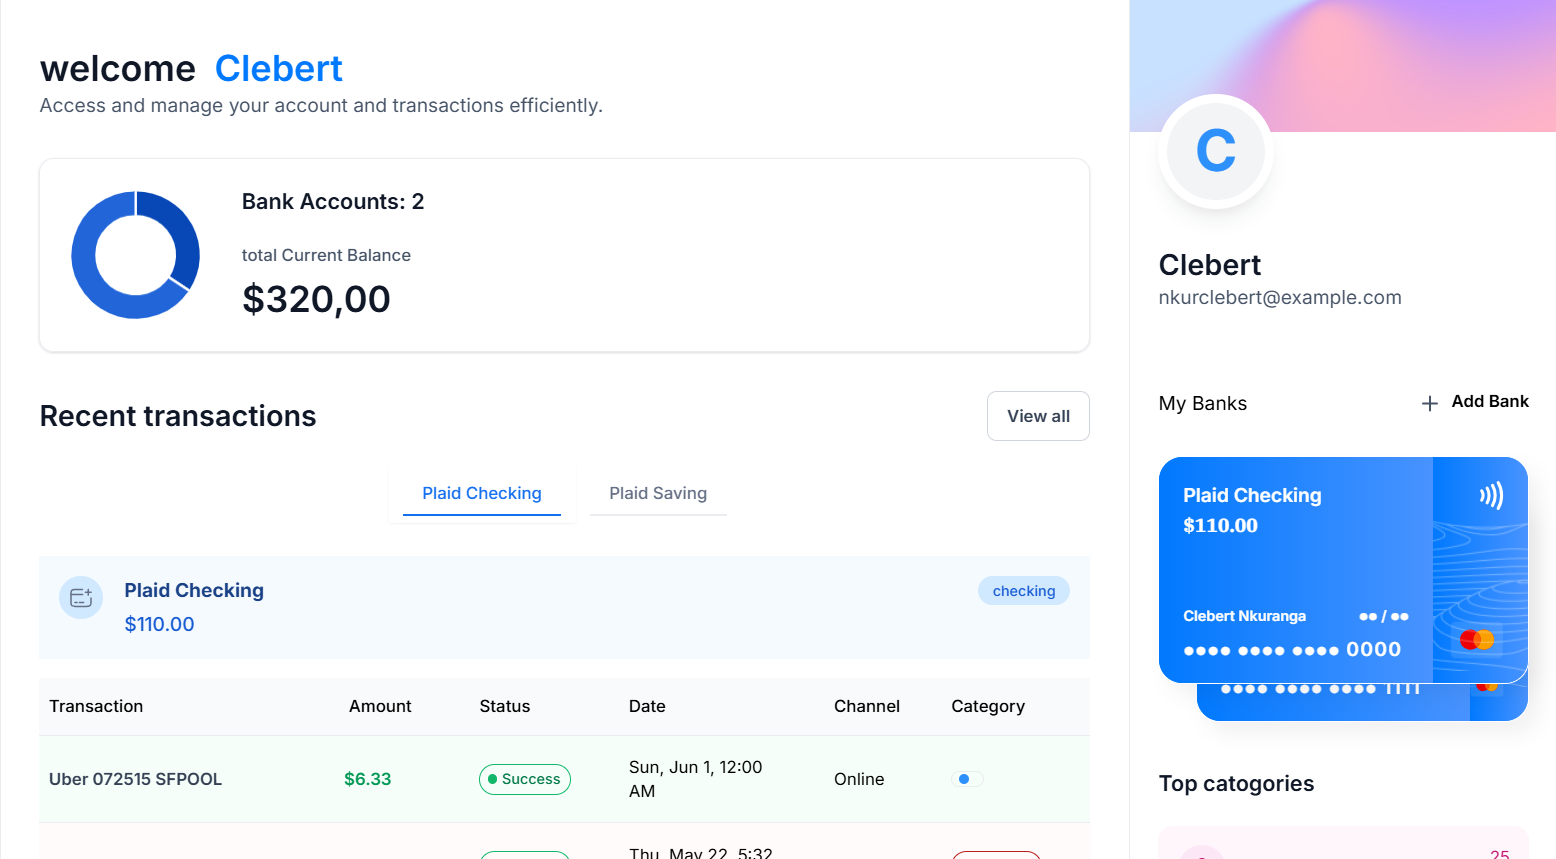 welcome Clebert
Access and manage your account and transactions efficiently.
Bank Accounts: 2
total Current Balance
$320,00
Recent transactions
View all
Plaid Checking
Plaid Saving
Plaid Checking
$110.00
checking
Transaction Amount Status Date Channel Category
Uber 072515 SFPOOL $6.33 Success Sun, Jun 1, 12:00 AM Online
Thu, May 22, 5:32
C
Clebert
nkurclebert@example.com
My Banks
+ Add Bank
Plaid Checking
$110.00
Clebert Nkuranga ●● / ●●
●●●● ●●●● ●●●● 0000
●●●● ●●●● ●●●● 1111
Top catogories
25